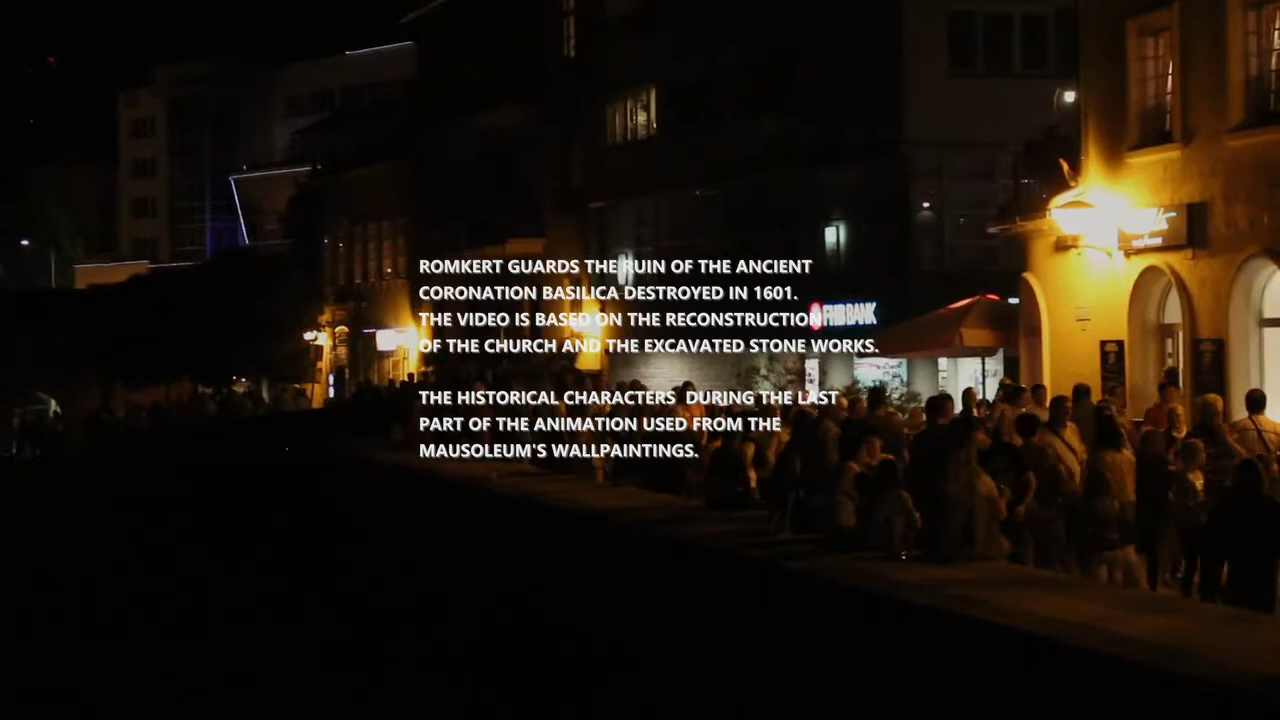 ROMKERT GUARDS THE RUIN OF THE ANCIENT
CORONATION BASILICA DESTROYED IN 1601.
THE VIDEO IS BASED ON THE RECONSTRUCTION
OF THE CHURCH AND THE EXCAVATED STONE WORKS.
THE HISTORICAL CHARACTERS  DURING THE LAST
PART OF THE ANIMATION USED FROM THE
MAUSOLEUM'S WALLPAINTINGS.
FHB BANK